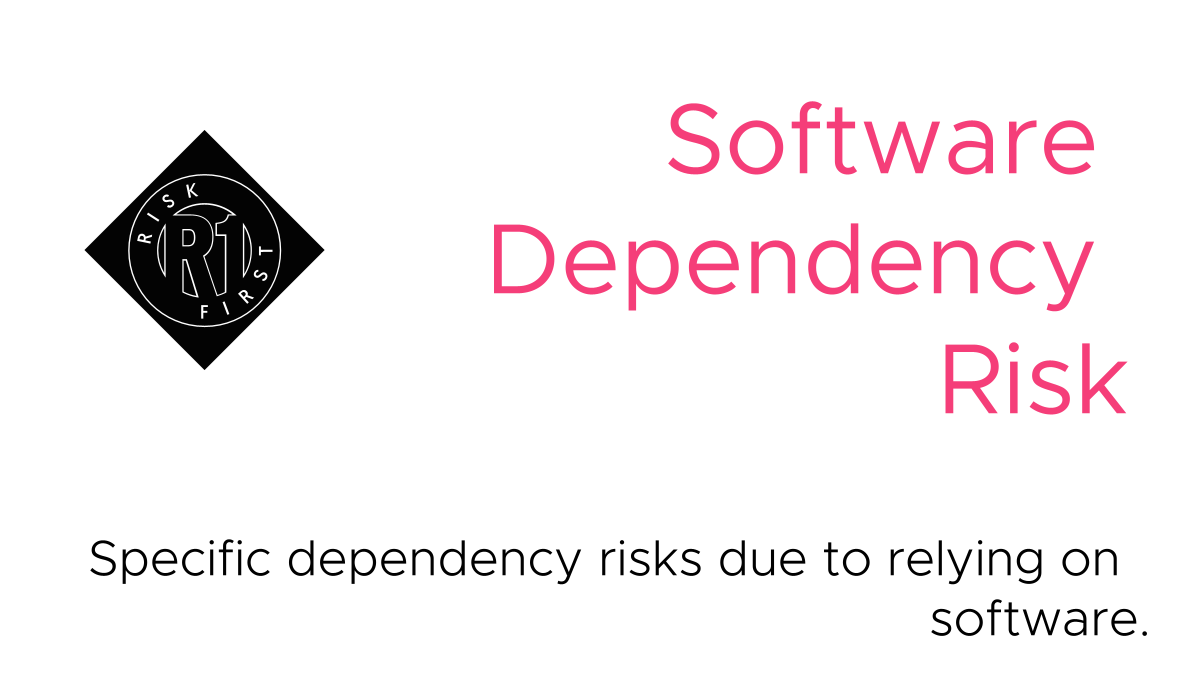 RISK
R1
FIRST
Software
Dependency
Risk
Specific dependency risks due to relying on
software.